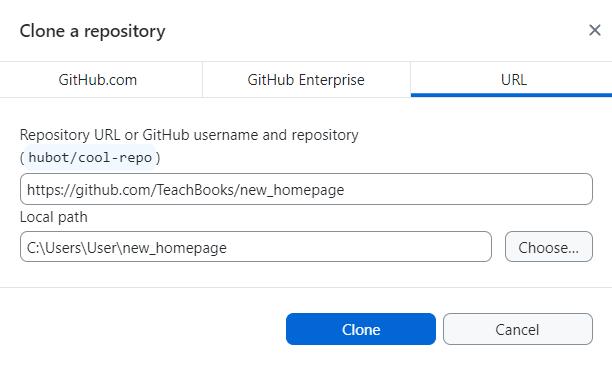 Clone a repository
GitHub.com GitHub Enterprise URL
Repository URL or GitHub username and repository
(hubot/cool-repo)
https://github.com/TeachBooks/new_homepage
Local path
C:\Users\User\new_homepage Choose...
Clone Cancel